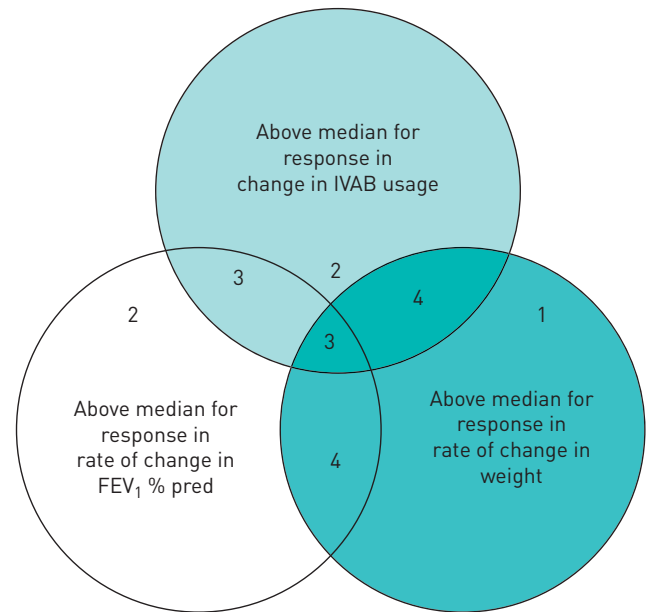 Above median for
response in
change in IVAB usage
2
3
4
2
1
3
Above median for
response in
rate of change in
FEV₁ % pred
Above median for
response in
rate of change in
weight
4